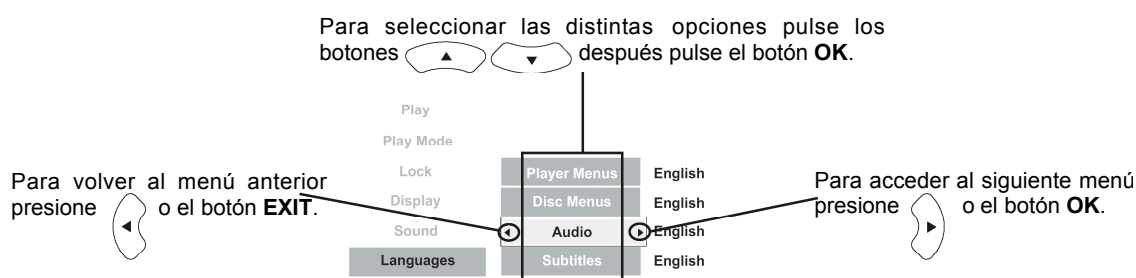 Para seleccionar las distintas opciones pulse los
botones después pulse el botón OK.
Play
Play Mode
Lock
Display
Sound
Languages
Player Menus English
Disc Menus English
Audio English
Subtitles English
Para volver al menú anterior
presione o el botón EXIT.
Para acceder al siguiente menú
presione o el botón OK.